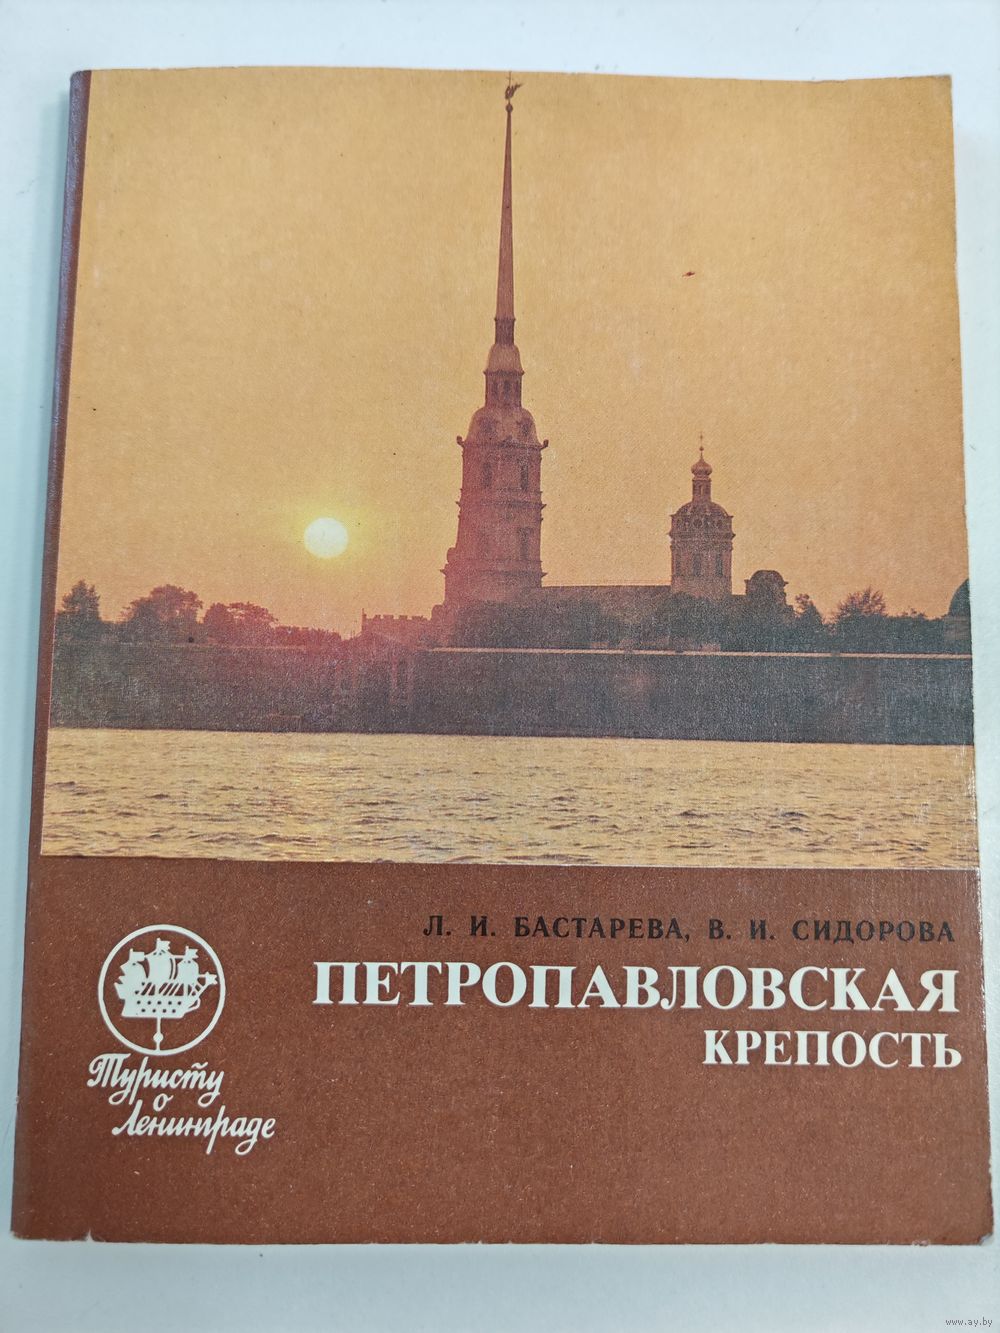 Л. И. БАСТАРЕВА, В. И. СИДОРОВА
ПЕТРОПАВЛОВСКАЯ
КРЕПОСТЬ
Туристу
о
Ленинграде
www.ay.by